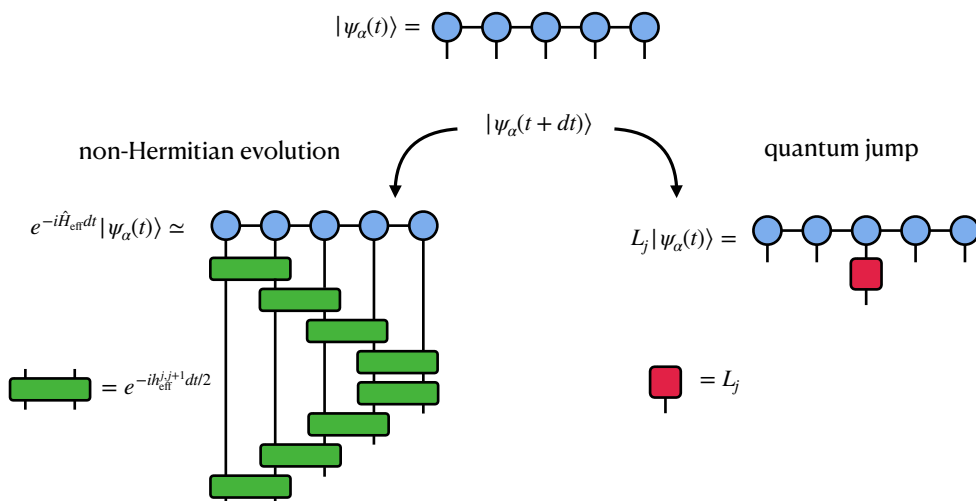 |ψ_α(t)⟩ =
|ψ_α(t + dt)⟩
non-Hermitian evolution
quantum jump
e^{-iĤ_eff dt}|ψ_α(t)⟩ ≃
L_j|ψ_α(t)⟩ =
= e^{-ih_eff^{j,j+1} dt/2}
= L_j